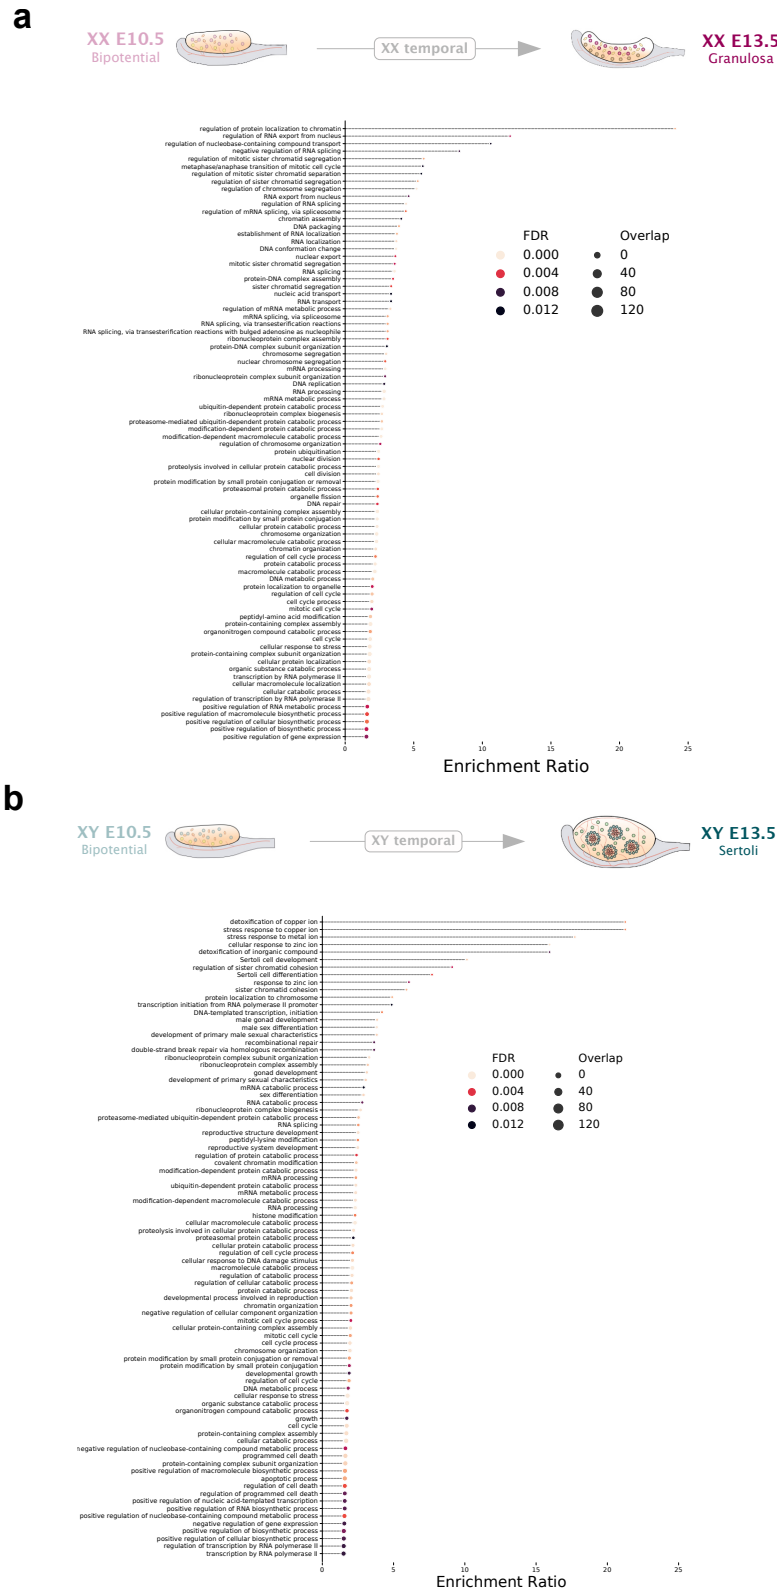 a
XX E10.5
Bipotential
XX temporal
XX E13.5
Granulosa
regulation of protein localization to chromatin
regulation of RNA export from nucleus
regulation of nucleobase-containing compound transport
negative regulation of RNA splicing
regulation of mitotic sister chromatid segregation
metaphase/anaphase transition of mitotic cell cycle
regulation of mitotic sister chromatid separation
regulation of sister chromatid segregation
regulation of chromosome segregation
RNA export from nucleus
regulation of RNA splicing
regulation of mRNA splicing, via spliceosome
chromatin assembly
DNA packaging
establishment of RNA localization
RNA localization
DNA conformation change
nuclear export
mitotic sister chromatid segregation
RNA splicing
protein-DNA complex assembly
sister chromatid segregation
nucleic acid transport
RNA transport
regulation of mRNA metabolic process
mRNA splicing, via spliceosome
RNA splicing, via transesterification reactions
RNA splicing, via transesterification reactions with bulged adenosine as nucleophile
ribonucleoprotein complex assembly
protein-DNA complex subunit organization
chromosome segregation
nuclear chromosome segregation
mRNA processing
ribonucleoprotein complex subunit organization
DNA replication
RNA processing
mRNA metabolic process
ubiquitin-dependent protein catabolic process
ribonucleoprotein complex biogenesis
proteasome-mediated ubiquitin-dependent protein catabolic process
modification-dependent protein catabolic process
modification-dependent macromolecule catabolic process
regulation of chromosome organization
protein ubiquitination
nuclear division
proteolysis involved in cellular protein catabolic process
cell division
protein modification by small protein conjugation or removal
proteasomal protein catabolic process
organelle fission
DNA repair
cellular protein-containing complex assembly
protein modification by small protein conjugation
cellular protein catabolic process
chromosome organization
cellular macromolecule catabolic process
chromatin organization
regulation of cell cycle process
protein catabolic process
macromolecule catabolic process
DNA metabolic process
protein localization to organelle
regulation of cell cycle
cell cycle process
mitotic cell cycle
peptidyl-amino acid modification
protein-containing complex assembly
organonitrogen compound catabolic process
cell cycle
cellular response to stress
protein-containing complex subunit organization
cellular protein localization
organic substance catabolic process
transcription by RNA polymerase II
cellular macromolecule localization
cellular catabolic process
regulation of transcription by RNA polymerase II
positive regulation of RNA metabolic process
positive regulation of macromolecule biosynthetic process
positive regulation of cellular biosynthetic process
positive regulation of biosynthetic process
positive regulation of gene expression
FDR Overlap
0.000 0
0.004 40
0.008 80
0.012 120
0 5 10 15 20 25
Enrichment Ratio
b
XY E10.5
Bipotential
XY temporal
XY E13.5
Sertoli
detoxification of copper ion
stress response to copper ion
stress response to metal ion
cellular response to zinc ion
detoxification of inorganic compound
Sertoli cell development
regulation of sister chromatid cohesion
Sertoli cell differentiation
response to zinc ion
sister chromatid cohesion
protein localization to chromosome
transcription initiation from RNA polymerase II promoter
DNA-templated transcription, initiation
male gonad development
male sex differentiation
development of primary male sexual characteristics
recombinational repair
double-strand break repair via homologous recombination
ribonucleoprotein complex subunit organization
ribonucleoprotein complex assembly
gonad development
development of primary sexual characteristics
mRNA catabolic process
sex differentiation
RNA catabolic process
ribonucleoprotein complex biogenesis
proteasome-mediated ubiquitin-dependent protein catabolic process
RNA splicing
reproductive structure development
peptidyl-lysine modification
reproductive system development
regulation of protein catabolic process
covalent chromatin modification
modification-dependent protein catabolic process
mRNA processing
ubiquitin-dependent protein catabolic process
mRNA metabolic process
modification-dependent macromolecule catabolic process
RNA processing
histone modification
cellular macromolecule catabolic process
proteolysis involved in cellular protein catabolic process
proteasomal protein catabolic process
cellular protein catabolic process
regulation of cell cycle process
cellular response to DNA damage stimulus
macromolecule catabolic process
regulation of catabolic process
regulation of cellular catabolic process
protein catabolic process
developmental process involved in reproduction
chromatin organization
negative regulation of cellular component organization
mitotic cell cycle process
cellular protein-containing complex assembly
mitotic cell cycle
cell cycle process
chromosome organization
protein modification by small protein conjugation or removal
protein modification by small protein conjugation
developmental growth
regulation of cell cycle
DNA metabolic process
cellular response to stress
organic substance catabolic process
organonitrogen compound catabolic process
growth
cell cycle
protein-containing complex assembly
cellular catabolic process
negative regulation of nucleobase-containing compound metabolic process
programmed cell death
protein-containing complex subunit organization
positive regulation of macromolecule biosynthetic process
apoptotic process
regulation of cell death
regulation of programmed cell death
positive regulation of nucleic acid-templated transcription
positive regulation of RNA biosynthetic process
positive regulation of nucleobase-containing compound metabolic process
negative regulation of gene expression
positive regulation of biosynthetic process
positive regulation of cellular biosynthetic process
regulation of transcription by RNA polymerase II
transcription by RNA polymerase II
FDR Overlap
0.000 0
0.004 40
0.008 80
0.012 120
0 5 10 15 20 25
Enrichment Ratio